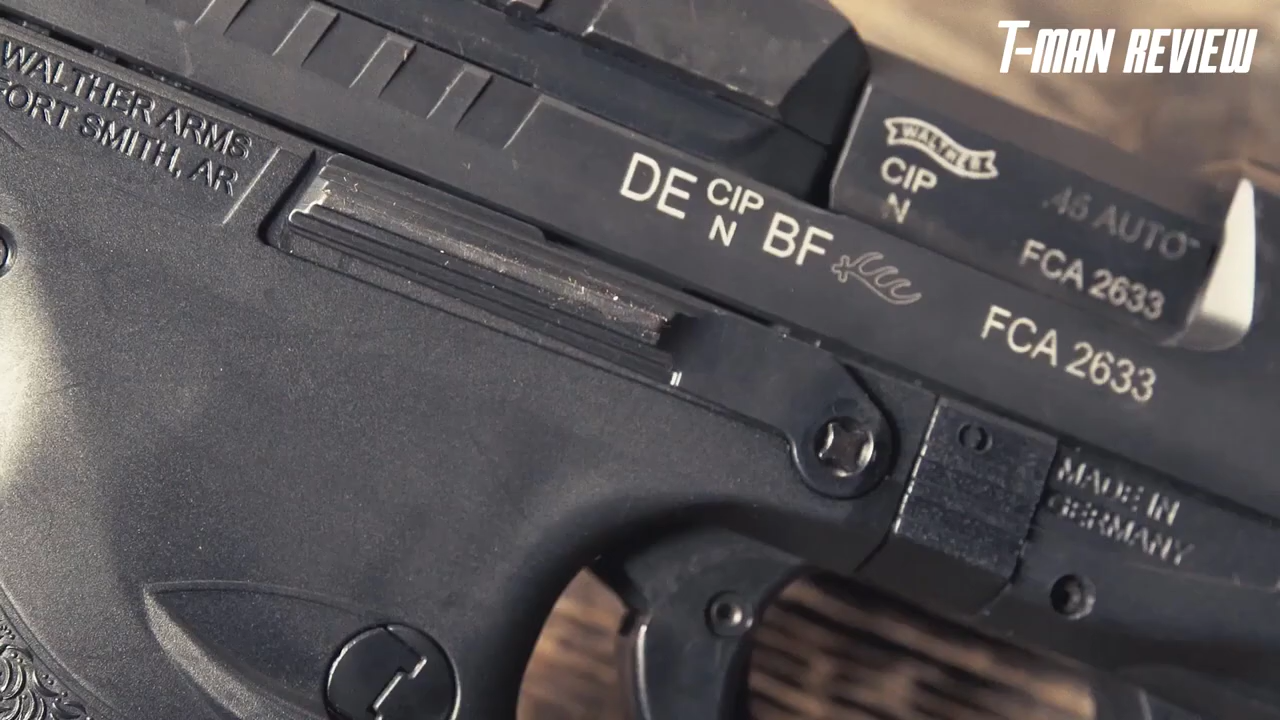 T-MAN REVIEW
WALTHER ARMS
FORT SMITH, AR
DE CIP N BF
FCA 2633
WALTHER
CIP
N
.45 AUTO
FCA 2633
MADE IN
GERMANY